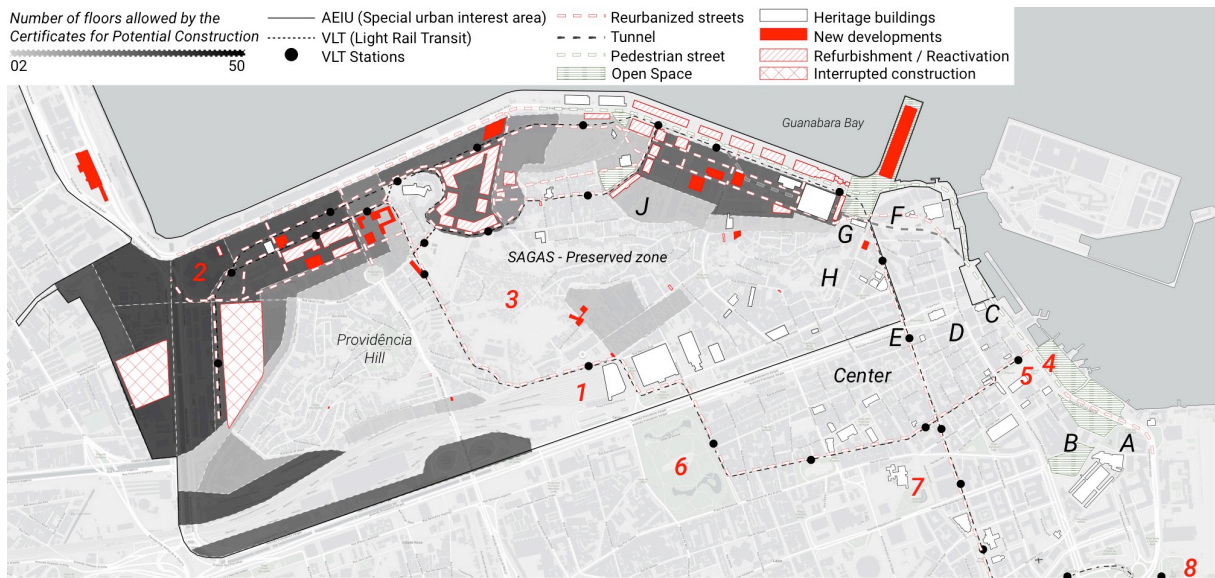 Number of floors allowed by the
Certificates for Potential Construction
02 50
AEIU (Special urban interest area)
VLT (Light Rail Transit)
VLT Stations
Reurbanized streets
Tunnel
Pedestrian street
Open Space
Heritage buildings
New developments
Refurbishment / Reactivation
Interrupted construction
Guanabara Bay
J
F
G
2
SAGAS - Preserved zone
H
3
C
D
E
Providência
Hill
Center
1
5
4
B
A
6
7
8